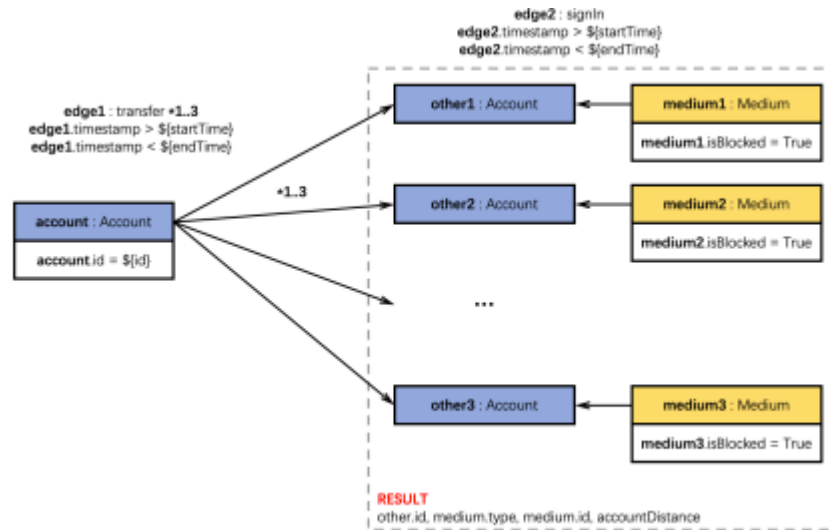 edge2 : signIn
edge2.timestamp > ${startTime}
edge2.timestamp < ${endTime}
edge1 : transfer *1..3
edge1.timestamp > ${startTime}
edge1.timestamp < ${endTime}
other1 : Account
medium1 : Medium
medium1.isBlocked = True
*1..3
other2 : Account
medium2 : Medium
medium2.isBlocked = True
account : Account
account.id = ${id}
...
other3 : Account
medium3 : Medium
medium3.isBlocked = True
RESULT
other.id, medium.type, medium.id, accountDistance